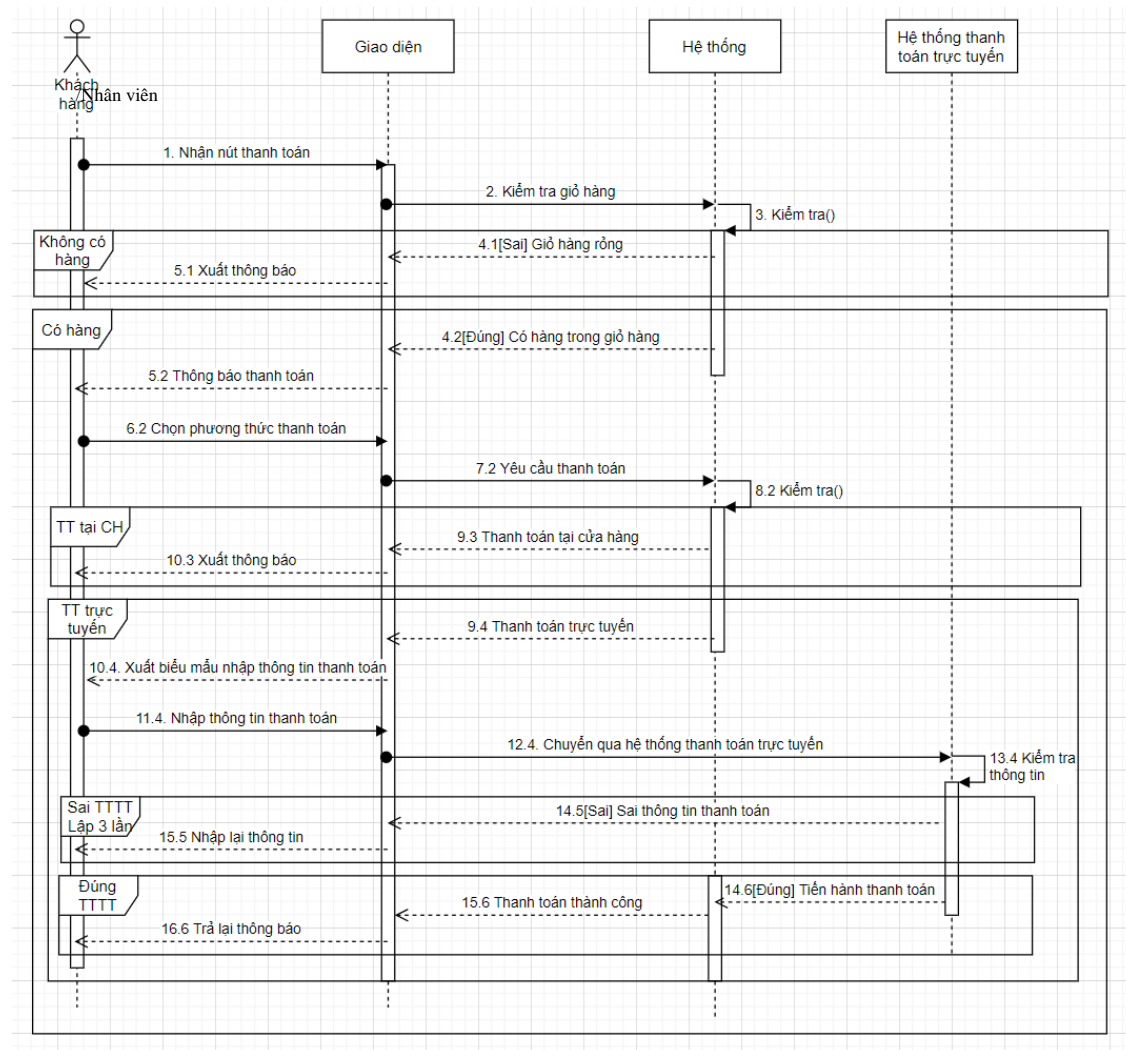 Giao diện
Hệ thống
Hệ thống thanh
toán trực tuyến
Khách
hàng
/Nhân viên
1. Nhận nút thanh toán
2. Kiểm tra giỏ hàng
3. Kiểm tra()
Không có
hàng
4.1[Sai] Giỏ hàng rỗng
5.1 Xuất thông báo
Có hàng
4.2[Đúng] Có hàng trong giỏ hàng
5.2 Thông báo thanh toán
6.2 Chọn phương thức thanh toán
7.2 Yêu cầu thanh toán
8.2 Kiểm tra()
TT tại CH
9.3 Thanh toán tại cửa hàng
10.3 Xuất thông báo
TT trực
tuyến
9.4 Thanh toán trực tuyến
10.4. Xuất biểu mẫu nhập thông tin thanh toán
11.4. Nhập thông tin thanh toán
12.4. Chuyển qua hệ thống thanh toán trực tuyến
13.4 Kiểm tra
thông tin
Sai TTTT
Lập 3 lần
14.5[Sai] Sai thông tin thanh toán
15.5 Nhập lại thông tin
Đúng
TTTT
14.6[Đúng] Tiến hành thanh toán
15.6 Thanh toán thành công
16.6 Trả lại thông báo